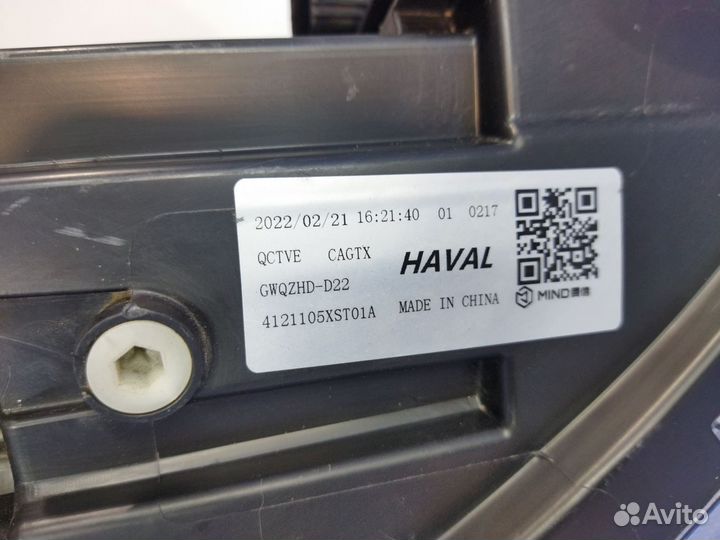 2022/02/21 16:21:40 01 0217
QCTVE CAGTX
HAVAL
GWQZHD-D22
4121105XST01A MADE IN CHINA
MIND
Avito